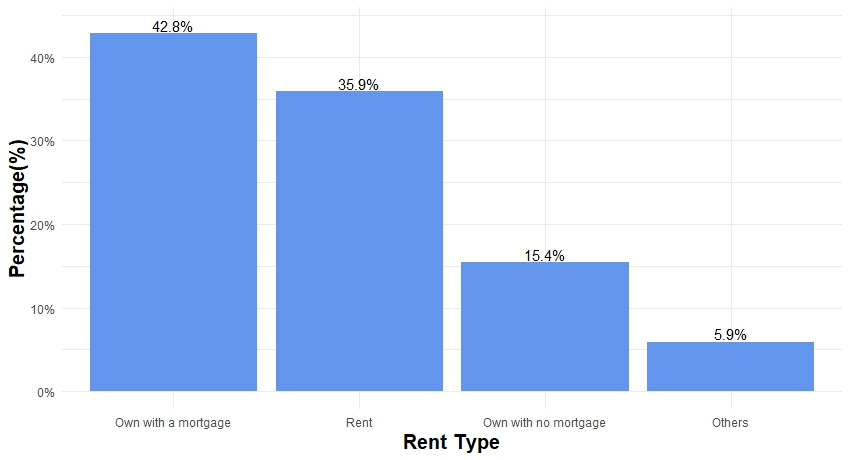 42.8%
35.9%
15.4%
5.9%
40%
30%
20%
10%
0%
Percentage(%)
Own with a mortgage
Rent
Own with no mortgage
Others
Rent Type